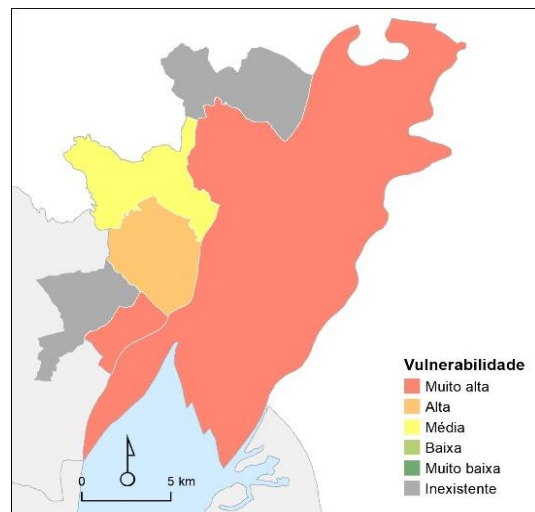 Vulnerabilidade
Muito alta
Alta
Média
Baixa
Muito baixa
Inexistente
0 5 km